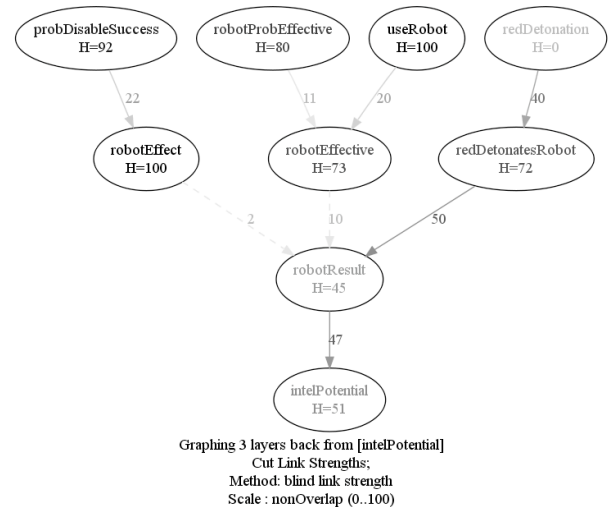 probDisableSuccess
H=92
robotProbEffective
H=80
useRobot
H=100
redDetonation
H=0
22
11
20
40
robotEffect
H=100
robotEffective
H=73
redDetonatesRobot
H=72
2
10
50
robotResult
H=45
47
intelPotential
H=51
Graphing 3 layers back from [intelPotential]
Cut Link Strengths;
Method: blind link strength
Scale : nonOverlap (0..100)